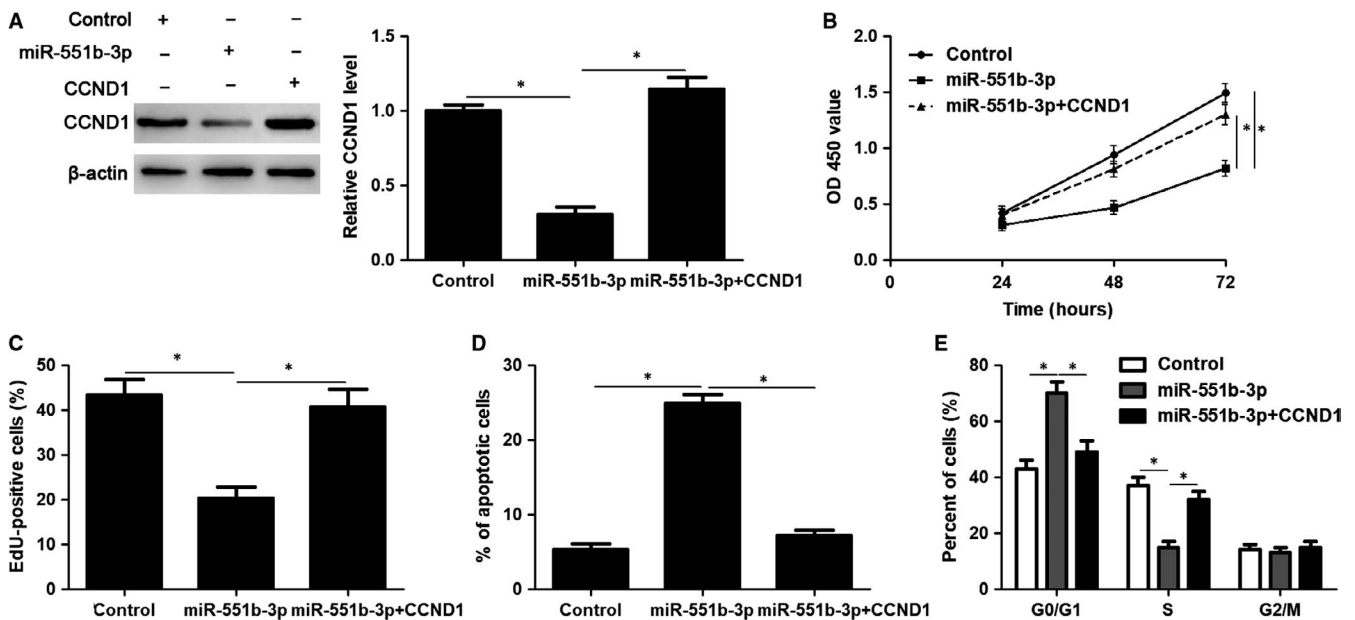 A
Control + − −
miR-551b-3p − + −
CCND1 − − +
CCND1
β-actin
Relative CCND1 level
1.5
1.0
0.5
0.0
* *
Control miR-551b-3p miR-551b-3p+CCND1
B
OD 450 value
2.0
1.5
1.0
0.5
0.0
Control
miR-551b-3p
miR-551b-3p+CCND1
* *
0 24 48 72
Time (hours)
C
EdU-positive cells (%)
50
40
30
20
10
0
* *
Control miR-551b-3p miR-551b-3p+CCND1
D
% of apoptotic cells
30
20
10
0
* *
Control miR-551b-3p miR-551b-3p+CCND1
E
Percent of cells (%)
80
60
40
20
0
Control
miR-551b-3p
miR-551b-3p+CCND1
* *
* *
G0/G1 S G2/M